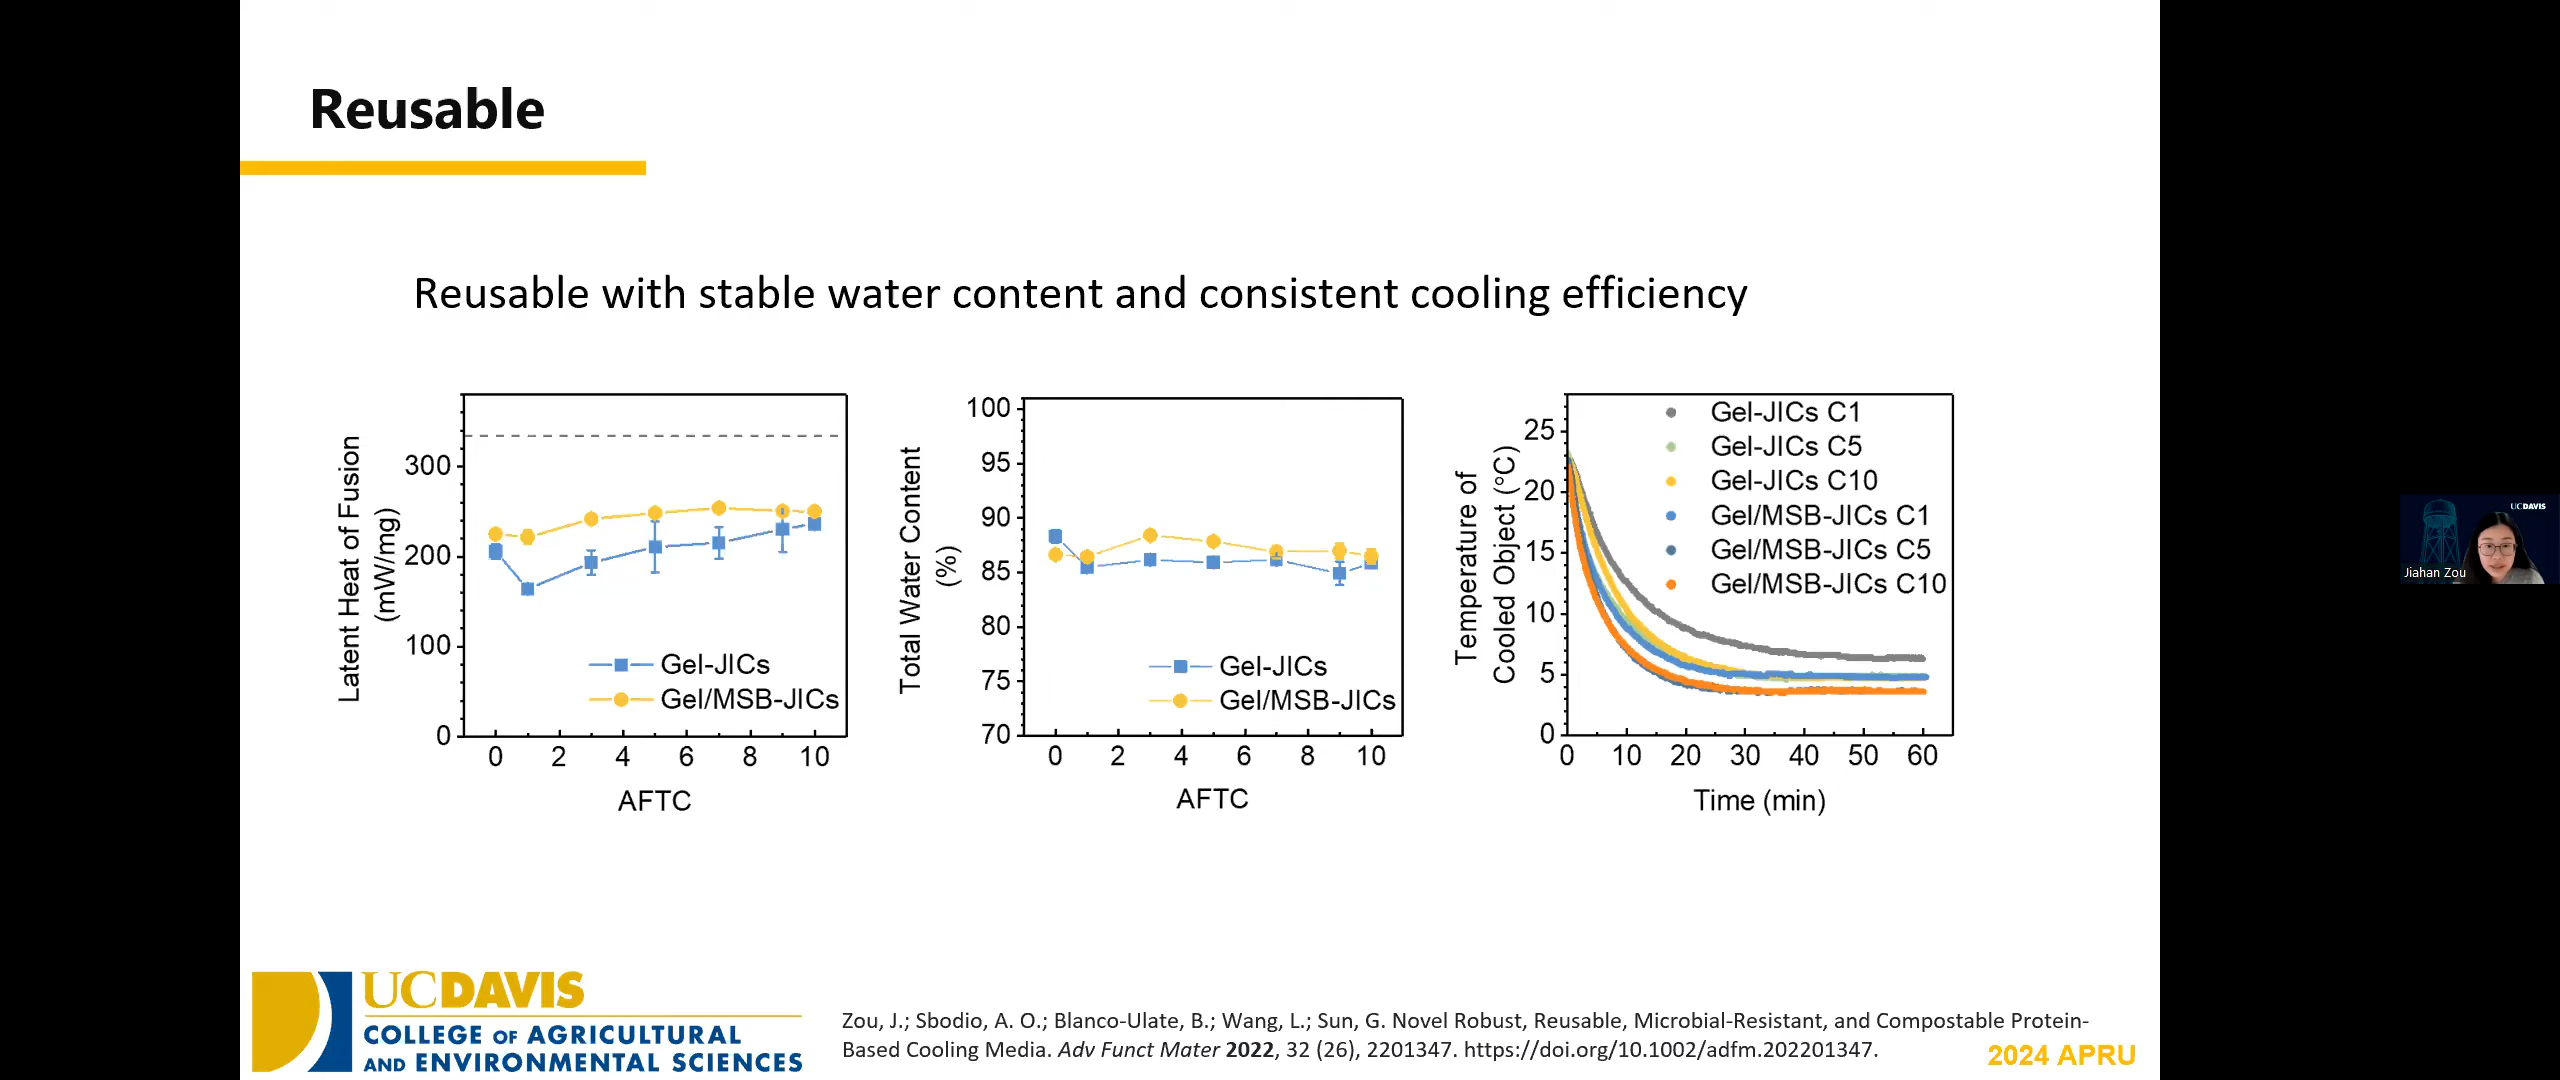 Reusable
Reusable with stable water content and consistent cooling efficiency
Latent Heat of Fusion
(mW/mg)
300
200
100
0
Gel-JICs
Gel/MSB-JICs
0 2 4 6 8 10
AFTC
Total Water Content
(%)
100
95
90
85
80
75
70
Gel-JICs
Gel/MSB-JICs
0 2 4 6 8 10
AFTC
Temperature of
Cooled Object (°C)
25
20
15
10
5
0
Gel-JICs C1
Gel-JICs C5
Gel-JICs C10
Gel/MSB-JICs C1
Gel/MSB-JICs C5
Gel/MSB-JICs C10
0 10 20 30 40 50 60
Time (min)
UCDAVIS
Jiahan Zou
UCDAVIS
COLLEGE OF AGRICULTURAL
AND ENVIRONMENTAL SCIENCES
Zou, J.; Sbodio, A. O.; Blanco-Ulate, B.; Wang, L.; Sun, G. Novel Robust, Reusable, Microbial-Resistant, and Compostable Protein-
Based Cooling Media. Adv Funct Mater 2022, 32 (26), 2201347. https://doi.org/10.1002/adfm.202201347.
2024 APRU